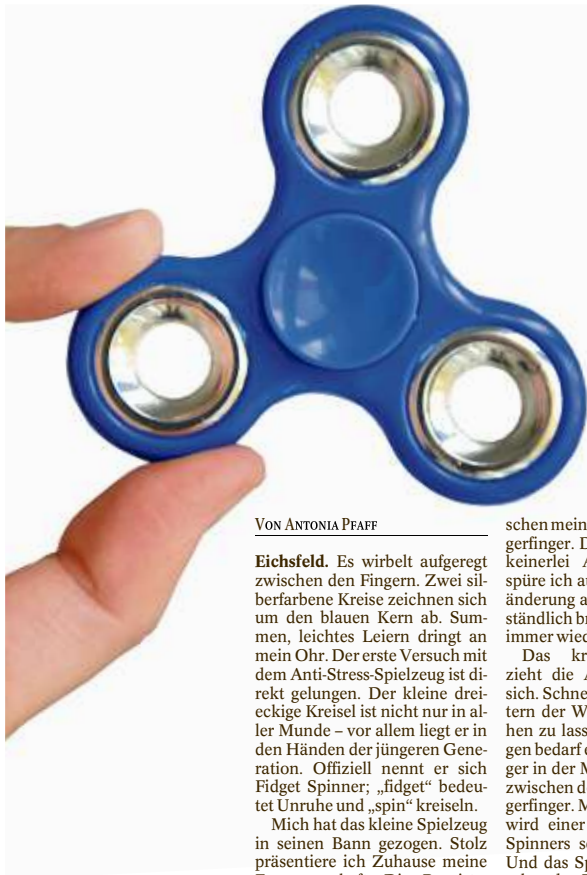 VON ANTONIA PFAFF
Eichsfeld. Es wirbelt aufgeregt
zwischen den Fingern. Zwei sil-
berfarbene Kreise zeichnen sich
um den blauen Kern ab. Sum-
men, leichtes Leiern dringt an
mein Ohr. Der erste Versuch mit
dem Anti-Stress-Spielzeug ist di-
rekt gelungen. Der kleine drei-
eckige Kreisel ist nicht nur in al-
ler Munde – vor allem liegt er in
den Händen der jüngeren Gene-
ration. Offiziell nennt er sich
Fidget Spinner; „fidget“ bedeu-
tet Unruhe und „spin“ kreiseln.
Mich hat das kleine Spielzeug
in seinen Bann gezogen. Stolz
präsentiere ich Zuhause meine
schen mein
gerfinger. D
keinerlei A
spüre ich au
änderung a
ständlich br
immer wied
Das kr
zieht die A
sich. Schne
tern der W
hen zu lass
gen bedarf e
ger in der M
zwischen d
gerfinger. M
wird einer
Spinners s
Und das Sp